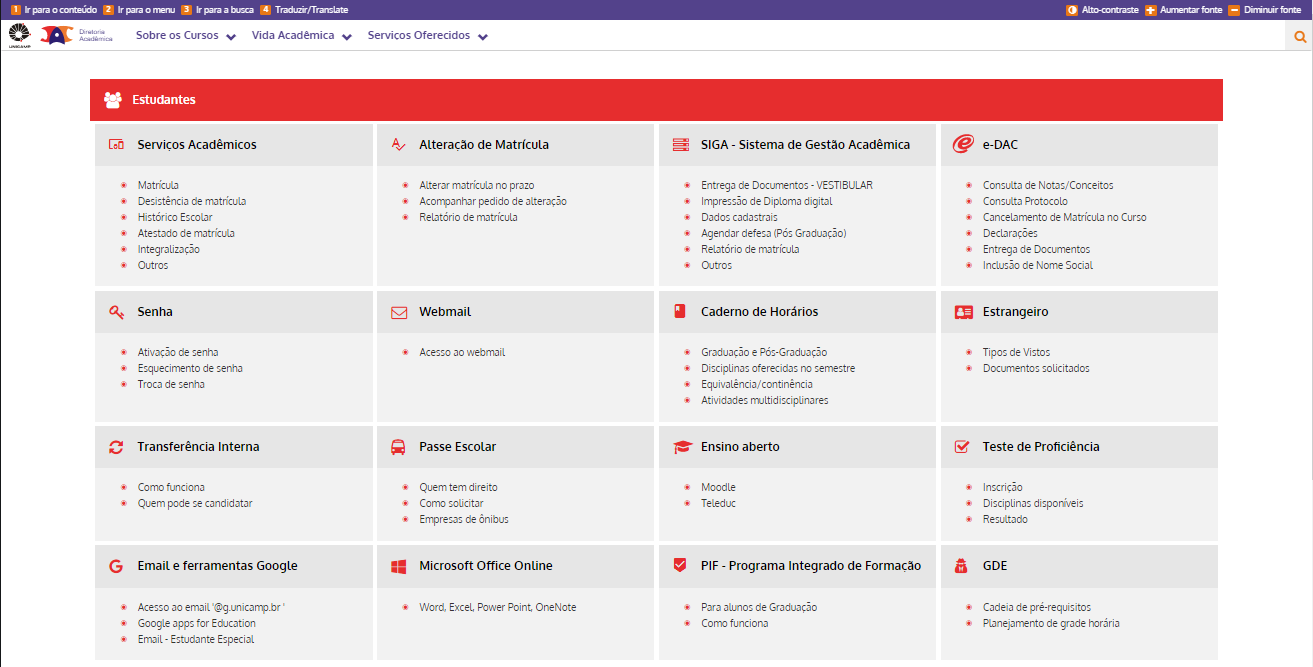 1 Ir para o conteúdo 2 Ir para o menu 3 Ir para a busca 4 Traduzir/Translate
Alto-contraste Aumentar fonte Diminuir fonte
UNICAMP
Diretoria
Acadêmica
Sobre os Cursos Vida Acadêmica Serviços Oferecidos
Estudantes
Serviços Acadêmicos
Matrícula
Desistência de matrícula
Histórico Escolar
Atestado de matrícula
Integralização
Outros
Alteração de Matrícula
Alterar matrícula no prazo
Acompanhar pedido de alteração
Relatório de matrícula
SIGA - Sistema de Gestão Acadêmica
Entrega de Documentos - VESTIBULAR
Impressão de Diploma digital
Dados cadastrais
Agendar defesa (Pós Graduação)
Relatório de matrícula
Outros
e-DAC
Consulta de Notas/Conceitos
Consulta Protocolo
Cancelamento de Matrícula no Curso
Declarações
Entrega de Documentos
Inclusão de Nome Social
Senha
Ativação de senha
Esquecimento de senha
Troca de senha
Webmail
Acesso ao webmail
Caderno de Horários
Graduação e Pós-Graduação
Disciplinas oferecidas no semestre
Equivalência/continência
Atividades multidisciplinares
Estrangeiro
Tipos de Vistos
Documentos solicitados
Transferência Interna
Como funciona
Quem pode se candidatar
Passe Escolar
Quem tem direito
Como solicitar
Empresas de ônibus
Ensino aberto
Moodle
Teleduc
Teste de Proficiência
Inscrição
Disciplinas disponíveis
Resultado
Email e ferramentas Google
Acesso ao email '@g.unicamp.br '
Google apps for Education
Email - Estudante Especial
Microsoft Office Online
Word, Excel, Power Point, OneNote
PIF - Programa Integrado de Formação
Para alunos de Graduação
Como funciona
GDE
Cadeia de pré-requisitos
Planejamento de grade horária